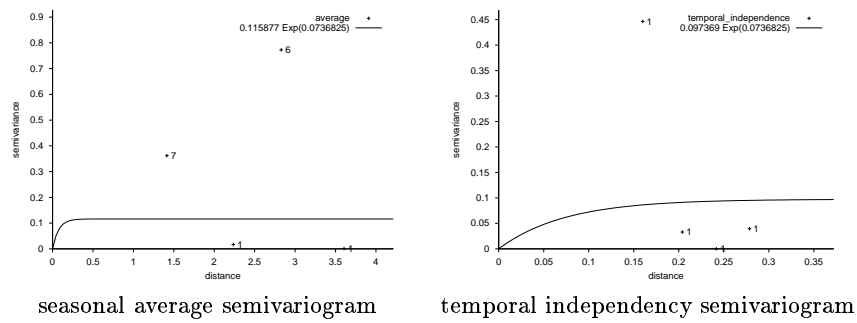 average
0.115877 Exp(0.0736825)
0.9
0.8
0.7
0.6
0.5
0.4
0.3
0.2
0.1
0
semivariance
6
7
1
1
0 0.5 1 1.5 2 2.5 3 3.5 4
distance
seasonal average semivariogram
temporal_independence
0.097369 Exp(0.0736825)
0.45
0.4
0.35
0.3
0.25
0.2
0.15
0.1
0.05
0
semivariance
1
1
1
1
0 0.05 0.1 0.15 0.2 0.25 0.3 0.35
distance
temporal independency semivariogram